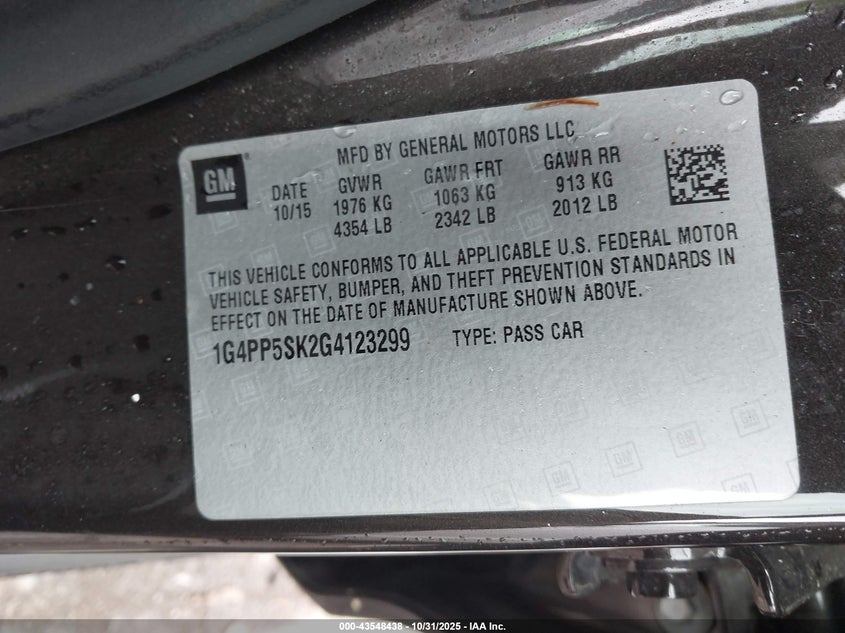 MFD BY GENERAL MOTORS LLC
GM
DATE GVWR GAWR FRT GAWR RR
10/15 1976 KG 1063 KG 913 KG
4354 LB 2342 LB 2012 LB
THIS VEHICLE CONFORMS TO ALL APPLICABLE U.S. FEDERAL MOTOR
VEHICLE SAFETY, BUMPER, AND THEFT PREVENTION STANDARDS IN
EFFECT ON THE DATE OF MANUFACTURE SHOWN ABOVE.
1G4PP5SK2G4123299 TYPE: PASS CAR
000-43548438 - 10/31/2025 - IAA Inc.